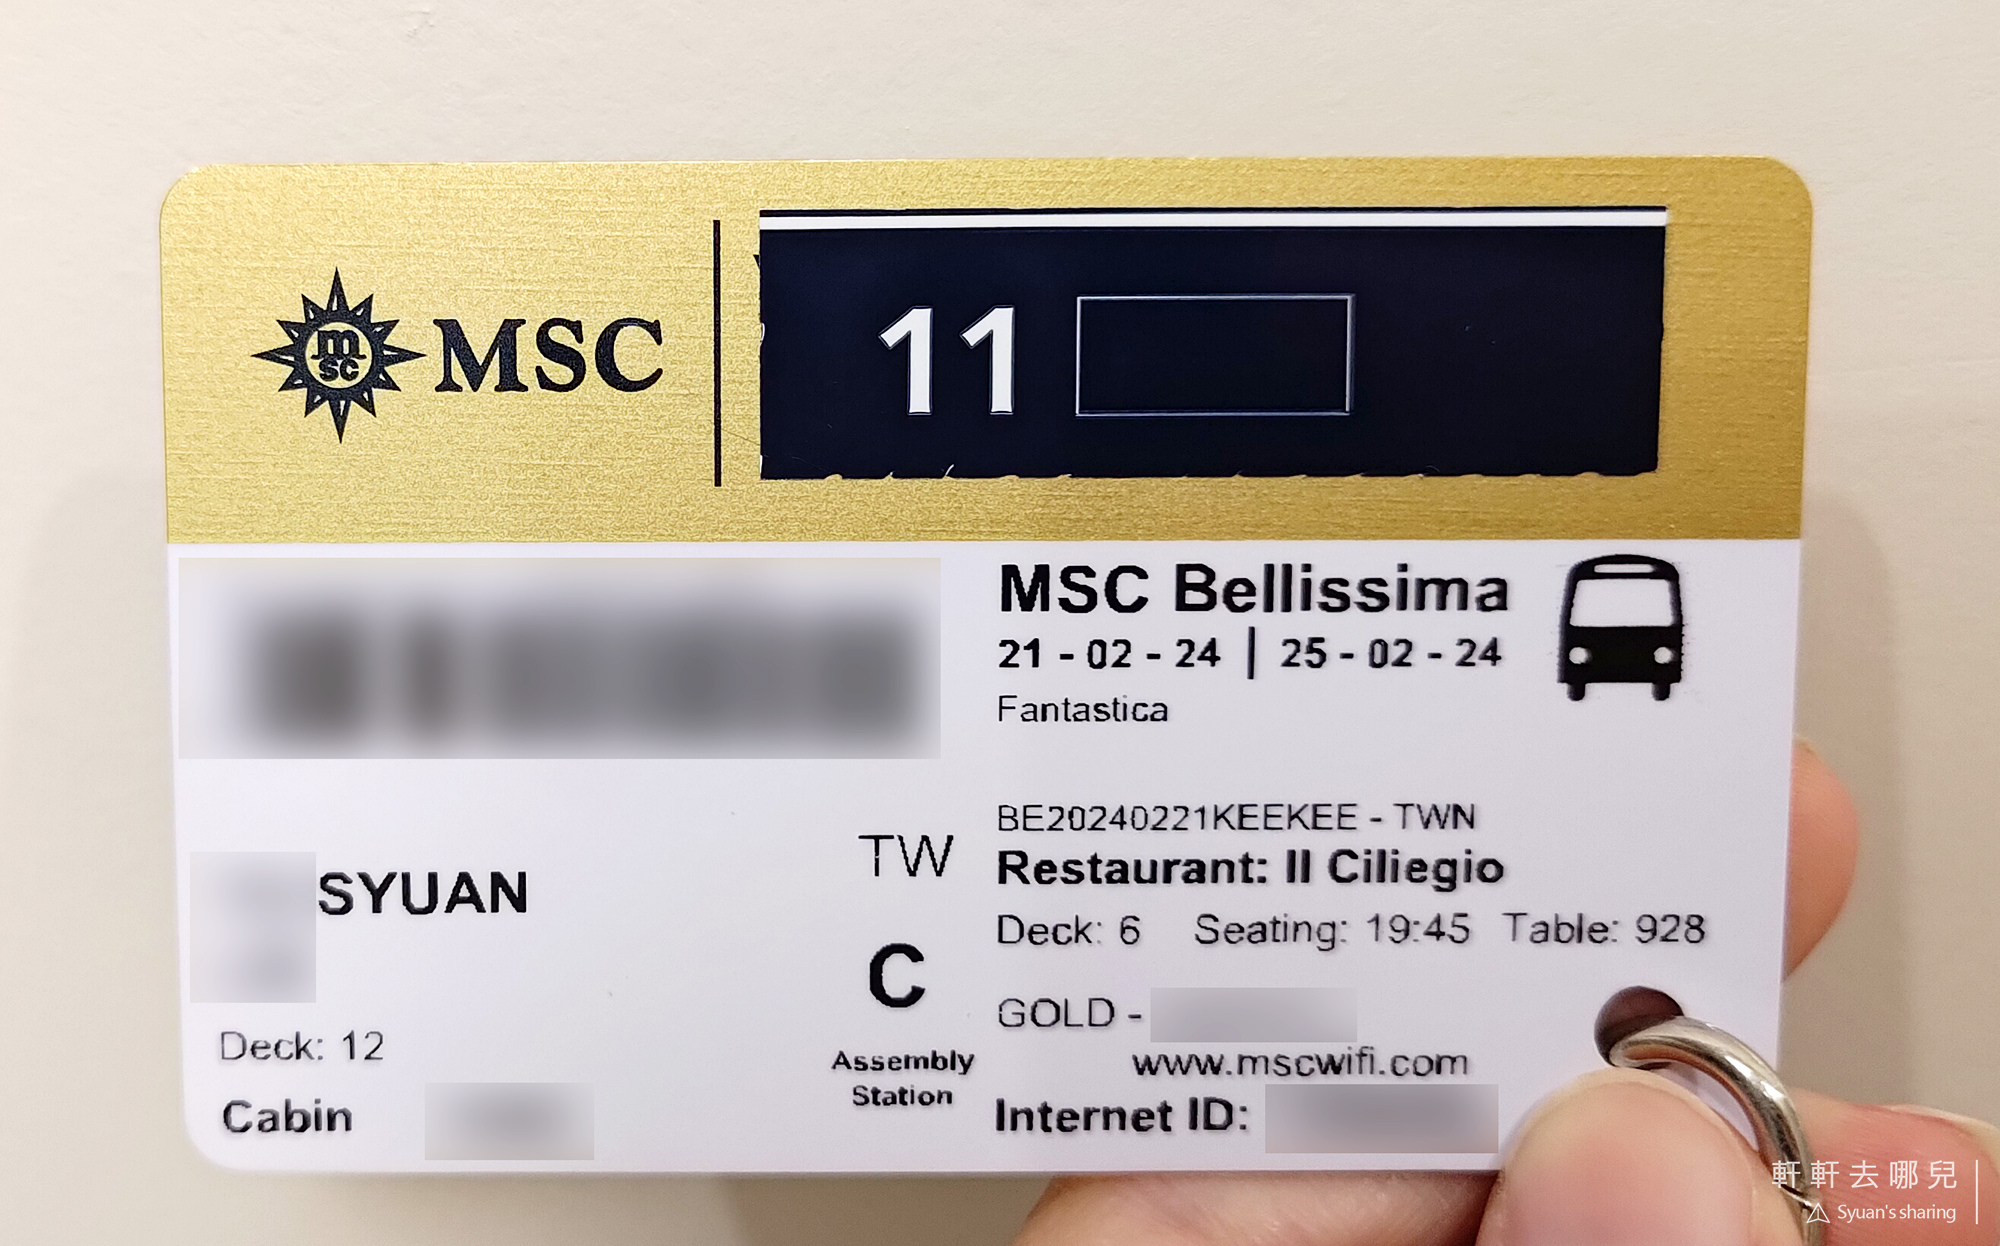 msc
MSC
11
MSC Bellissima
21 - 02 - 24 | 25 - 02 - 24
Fantastica
BE20240221KEEKEE - TWN
TW
Restaurant: Il Ciliegio
SYUAN
Deck: 6 Seating: 19:45 Table: 928
C
GOLD -
Deck: 12
Assembly
Station
www.mscwifi.com
Cabin
Internet ID:
軒軒去哪兒
Syuan's sharing